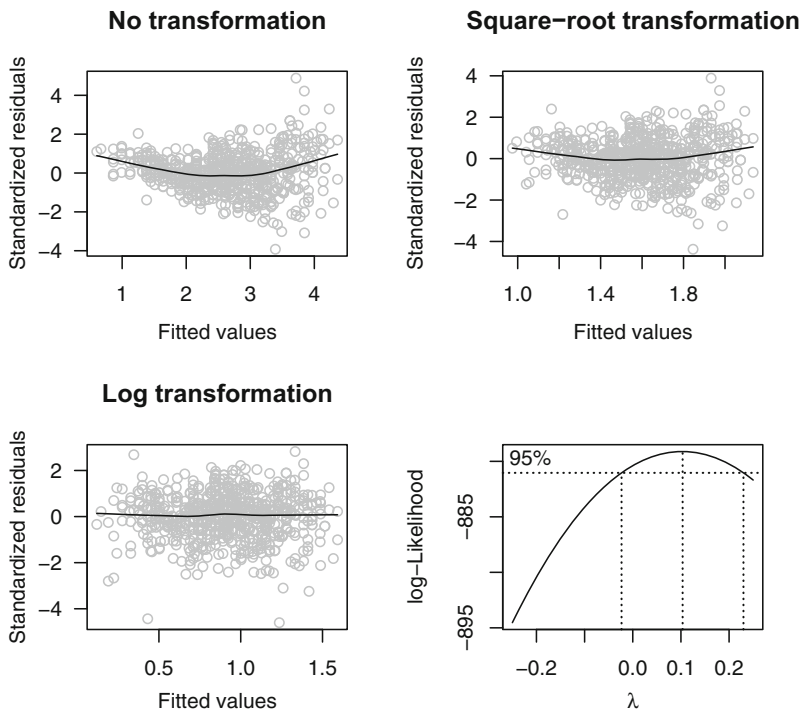 No transformation
Standardized residuals
4
2
0
−2
−4
1 2 3 4
Fitted values
Square−root transformation
Standardized residuals
4
2
0
−2
−4
1.0 1.4 1.8
Fitted values
Log transformation
Standardized residuals
2
0
−2
−4
0.5 1.0 1.5
Fitted values
95%
log−Likelihood
−885
−895
−0.2 0.0 0.1 0.2
λ